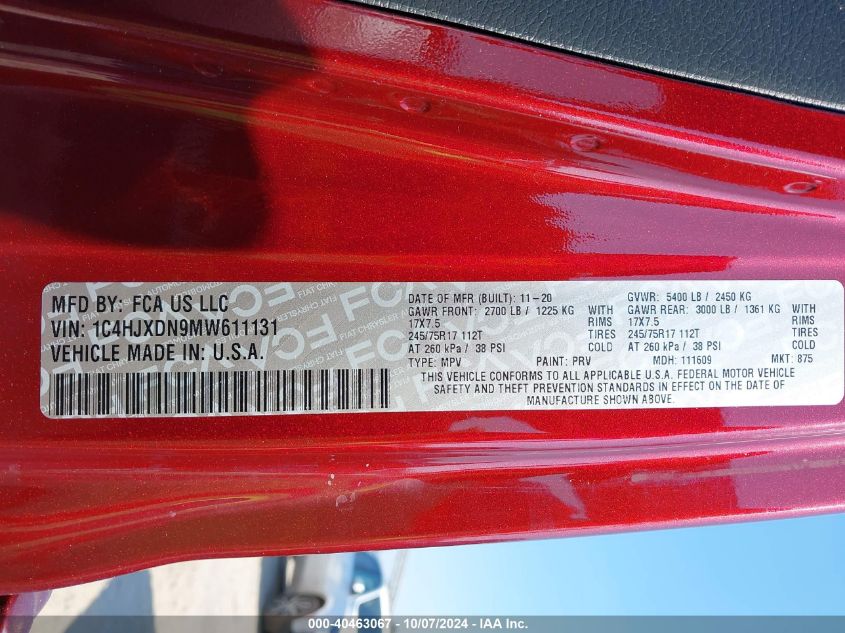 MFD BY: FCA US LLC
VIN: 1C4HJXDN9MW611131
VEHICLE MADE IN: U.S.A.
DATE OF MFR (BUILT): 11-20 GVWR: 5400 LB / 2450 KG
GAWR FRONT: 2700 LB / 1225 KG GAWR REAR: 3000 LB / 1361 KG
17X7.5 RIMS 17X7.5 RIMS
245/75R17 112T 245/75R17 112T
AT 260 kPa / 38 PSI COLD AT 260 kPa / 38 PSI COLD
TYPE: MPV PAINT: PRV MDH: 111609 MKT: 875
THIS VEHICLE CONFORMS TO ALL APPLICABLE U.S.A. FEDERAL MOTOR VEHICLE
SAFETY AND THEFT PREVENTION STANDARDS IN EFFECT ON THE DATE OF
MANUFACTURE SHOWN ABOVE.
000-40463067 - 10/07/2024 - IAA Inc.